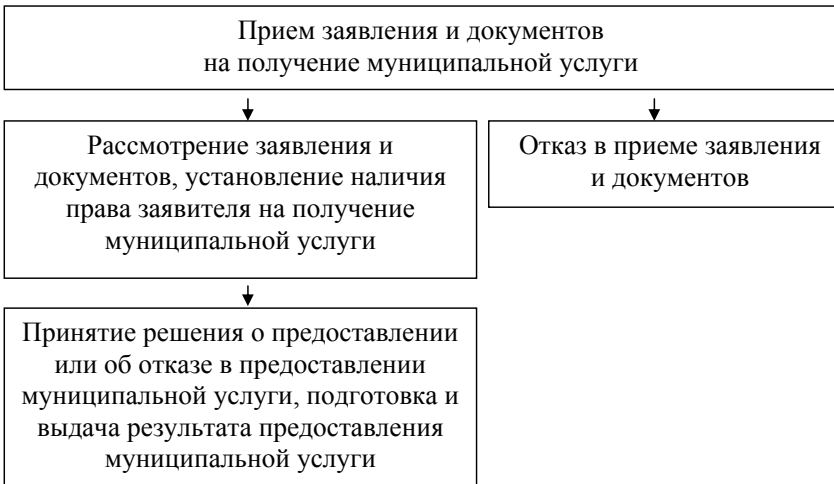 Прием заявления и документов
на получение муниципальной услуги
Рассмотрение заявления и
документов, установление наличия
права заявителя на получение
муниципальной услуги
Отказ в приеме заявления
и документов
Принятие решения о предоставлении
или об отказе в предоставлении
муниципальной услуги, подготовка и
выдача результата предоставления
муниципальной услуги